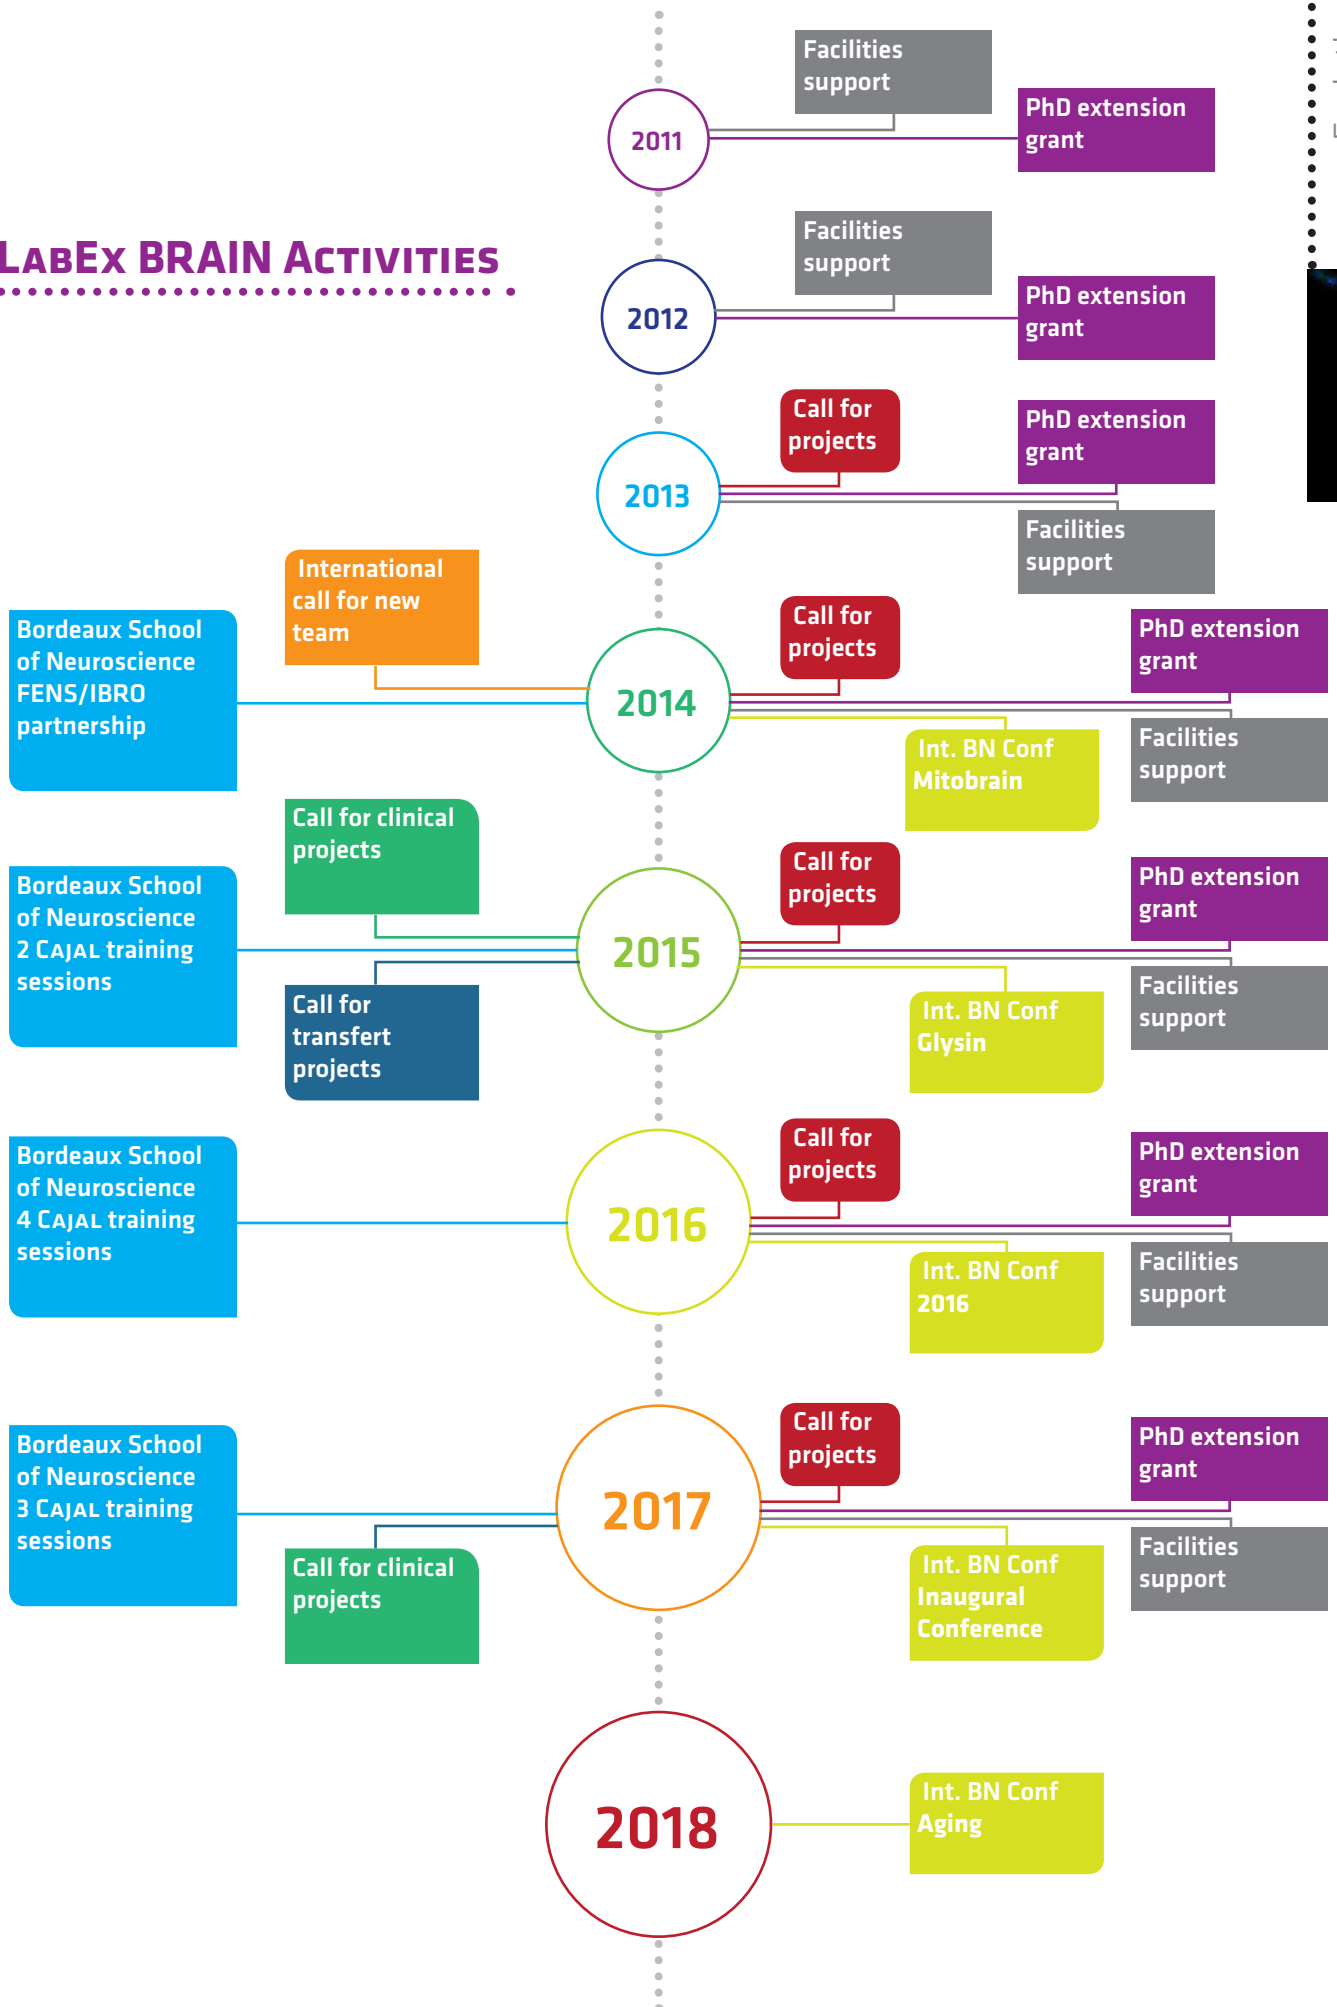 LabEx BRAIN Activities
2011
Facilities
support
PhD extension
grant
2012
Facilities
support
PhD extension
grant
2013
Call for
projects
PhD extension
grant
Facilities
support
2014
Bordeaux School
of Neuroscience
FENS/IBRO
partnership
International
call for new
team
Call for
projects
PhD extension
grant
Int. BN Conf
Mitobrain
Facilities
support
2015
Bordeaux School
of Neuroscience
2 Cajal training
sessions
Call for clinical
projects
Call for
transfert
projects
Call for
projects
PhD extension
grant
Int. BN Conf
Glysin
Facilities
support
2016
Bordeaux School
of Neuroscience
4 Cajal training
sessions
Call for
projects
PhD extension
grant
Int. BN Conf
2016
Facilities
support
2017
Bordeaux School
of Neuroscience
3 Cajal training
sessions
Call for clinical
projects
Call for
projects
PhD extension
grant
Int. BN Conf
Inaugural
Conference
Facilities
support
2018
Int. BN Conf
Aging